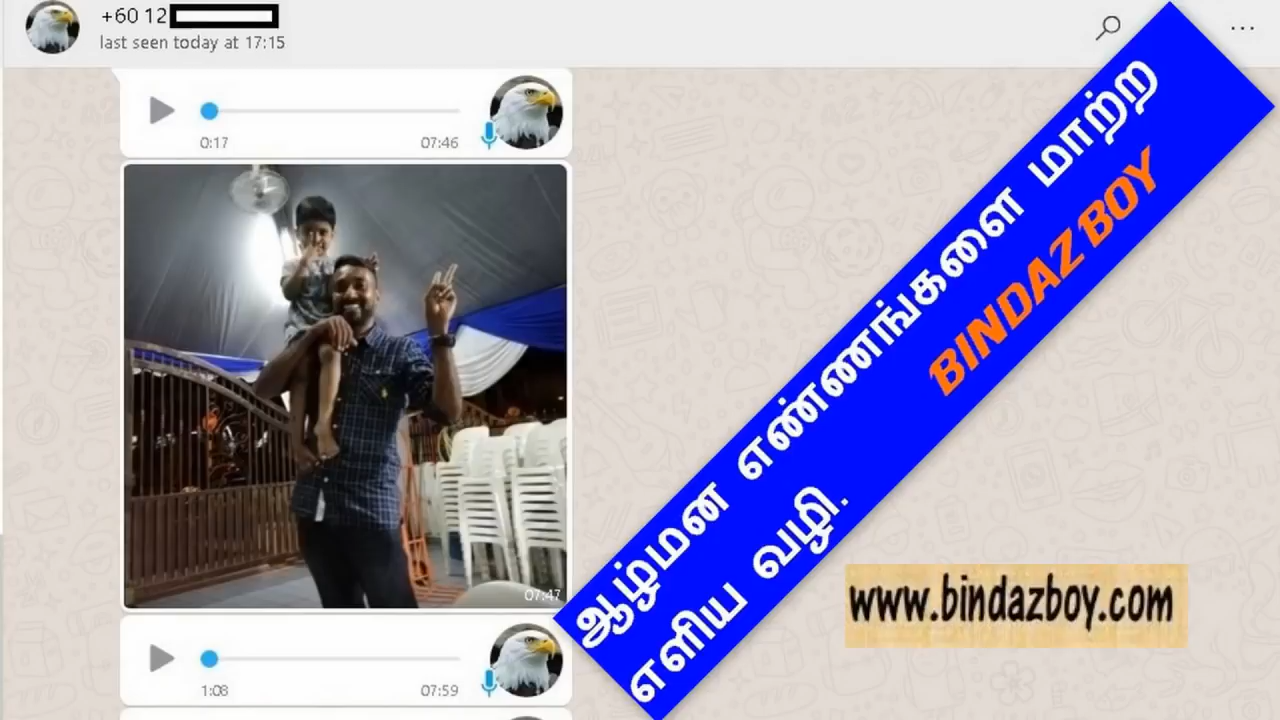 +60 12
last seen today at 17:15
0:17
07:46
07:47
1:08
07:59
ஆழ்மன எண்ணங்களை மாற்ற
எளிய வழி.
BINDAZ BOY
www.bindazboy.com